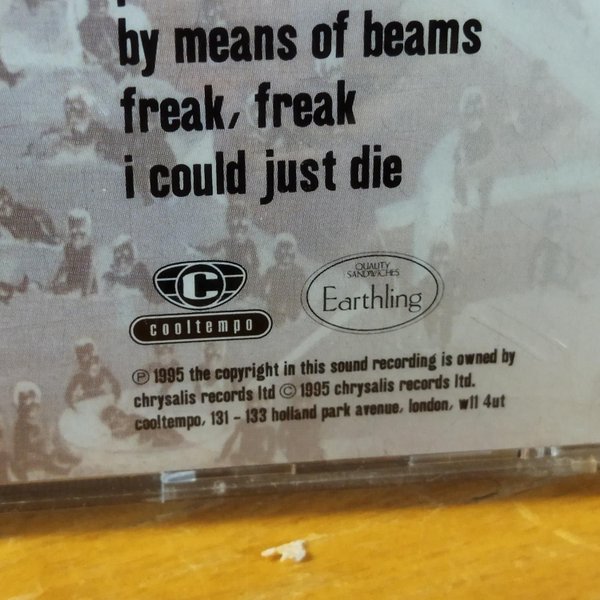 by means of beams
freak, freak
i could just die
C
cooltempo
QUALITY
SANDWICHES
Earthling
Ⓟ 1995 the copyright in this sound recording is owned by
chrysalis records ltd © 1995 chrysalis records ltd.
cooltempo, 131 - 133 holland park avenue, london, w11 4ut